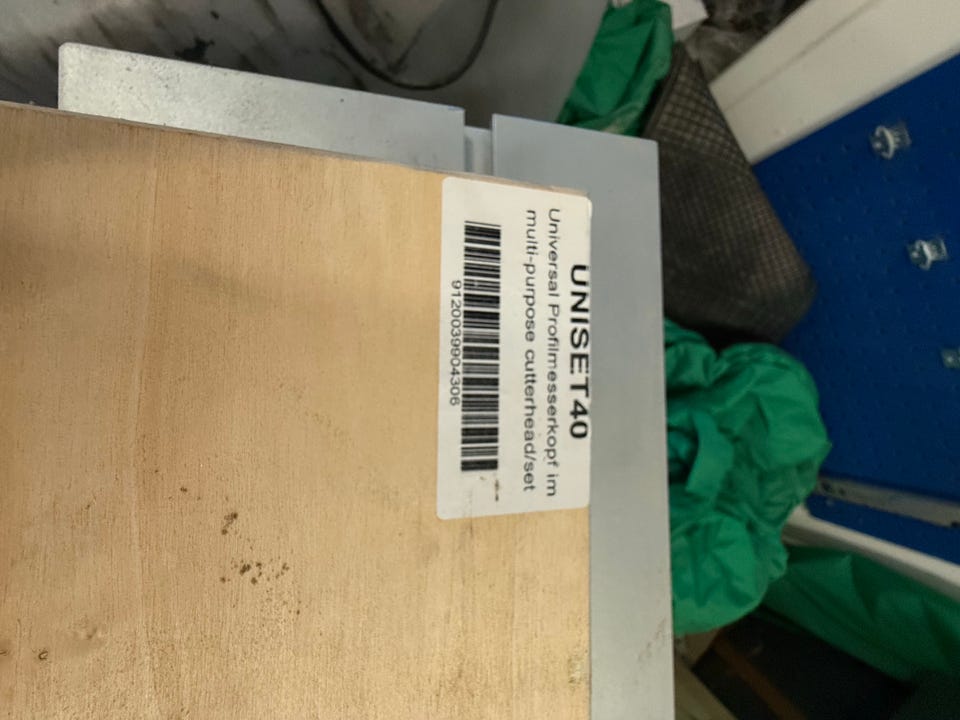 UNISET40
Universal Profilmesserkopf im
multi-purpose cutterhead/set
9120039904306